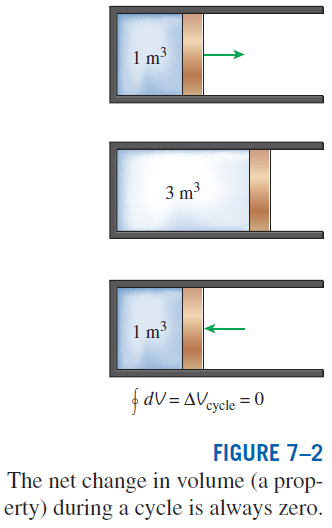 1 m³
3 m³
1 m³
∮ dV = ΔVcycle = 0
FIGURE 7–2
The net change in volume (a prop-
erty) during a cycle is always zero.